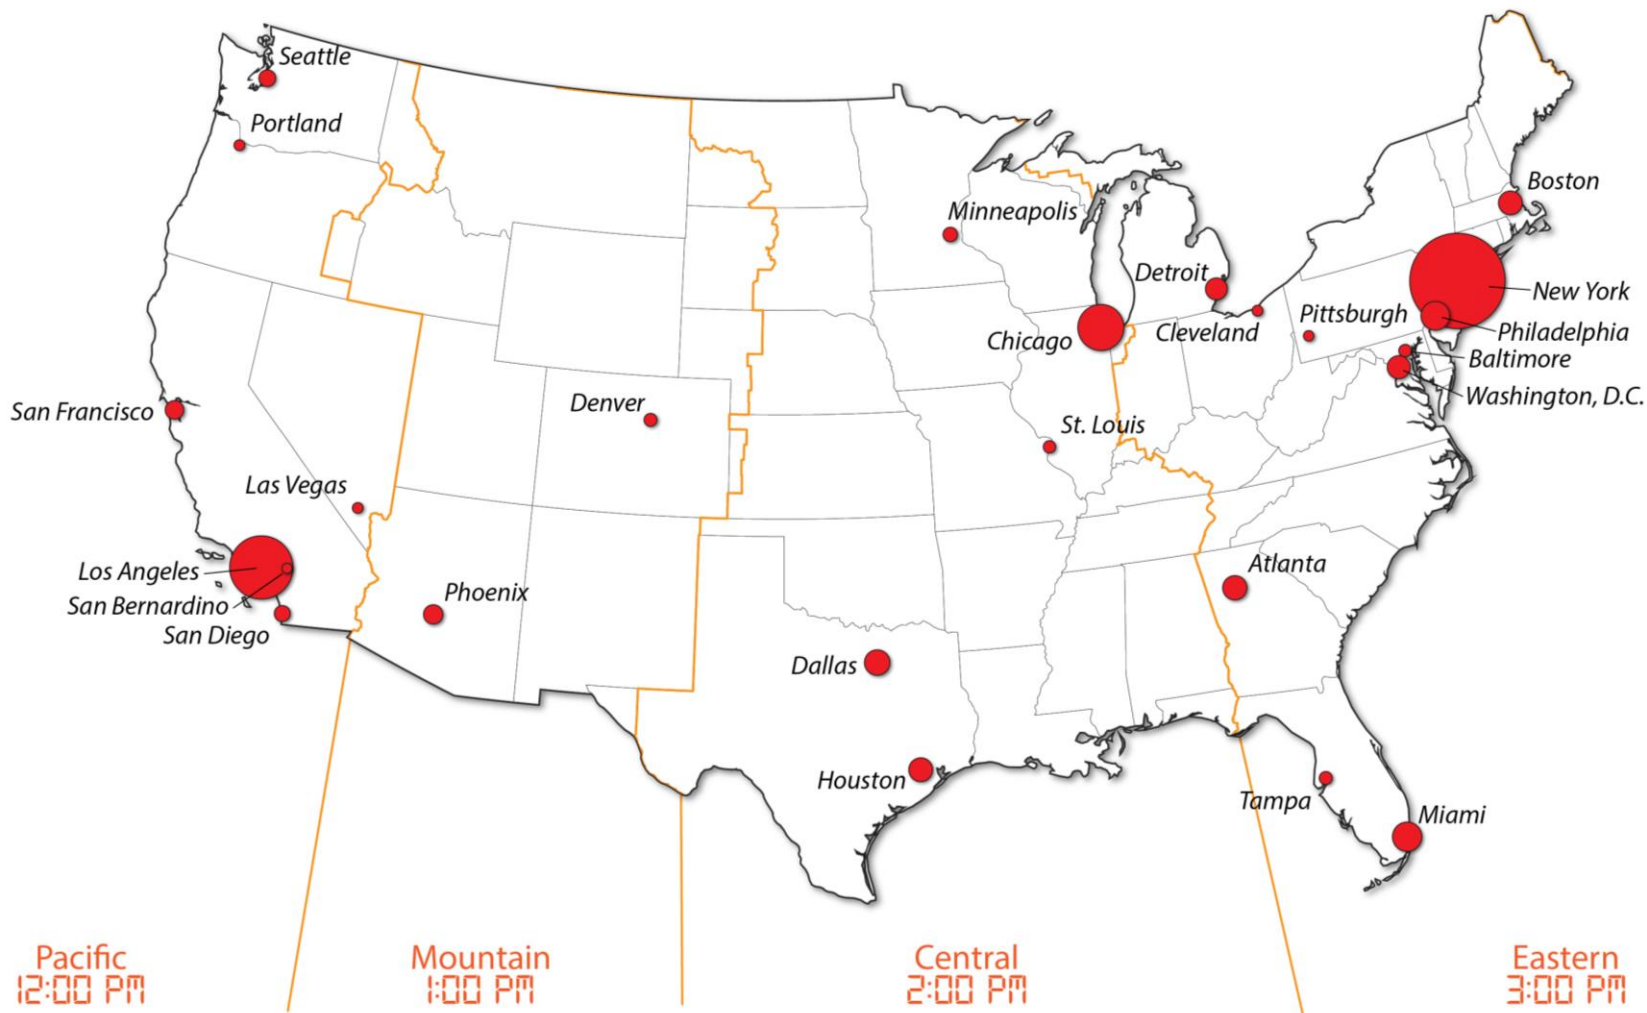 Seattle
Portland
Boston
Minneapolis
Detroit
New York
Pittsburgh
Philadelphia
Chicago
Cleveland
Baltimore
Washington, D.C.
San Francisco
Denver
St. Louis
Las Vegas
Los Angeles
San Bernardino
San Diego
Phoenix
Atlanta
Dallas
Houston
Tampa
Miami
Pacific
12:00 PM
Mountain
1:00 PM
Central
2:00 PM
Eastern
3:00 PM